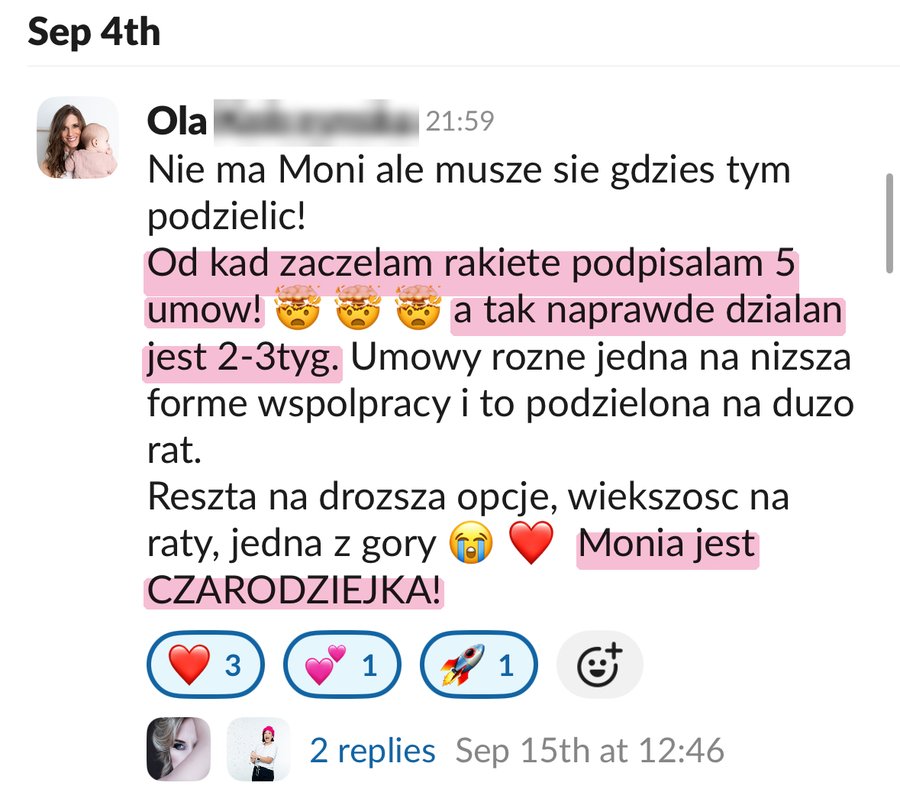 Sep 4th
Ola 21:59
Nie ma Moni ale musze sie gdzies tym
podzielic!
Od kad zaczelam rakiete podpisalam 5
umow! 🤯 🤯 🤯 a tak naprawde dzialan
jest 2-3tyg. Umowy rozne jedna na nizsza
forme wspolpracy i to podzielona na duzo
rat.
Reszta na drozsza opcje, wiekszosc na
raty, jedna z gory 😭 ❤️ Monia jest
CZARODZIEJKA!
❤️ 3 💕 1 🚀 1
2 replies Sep 15th at 12:46